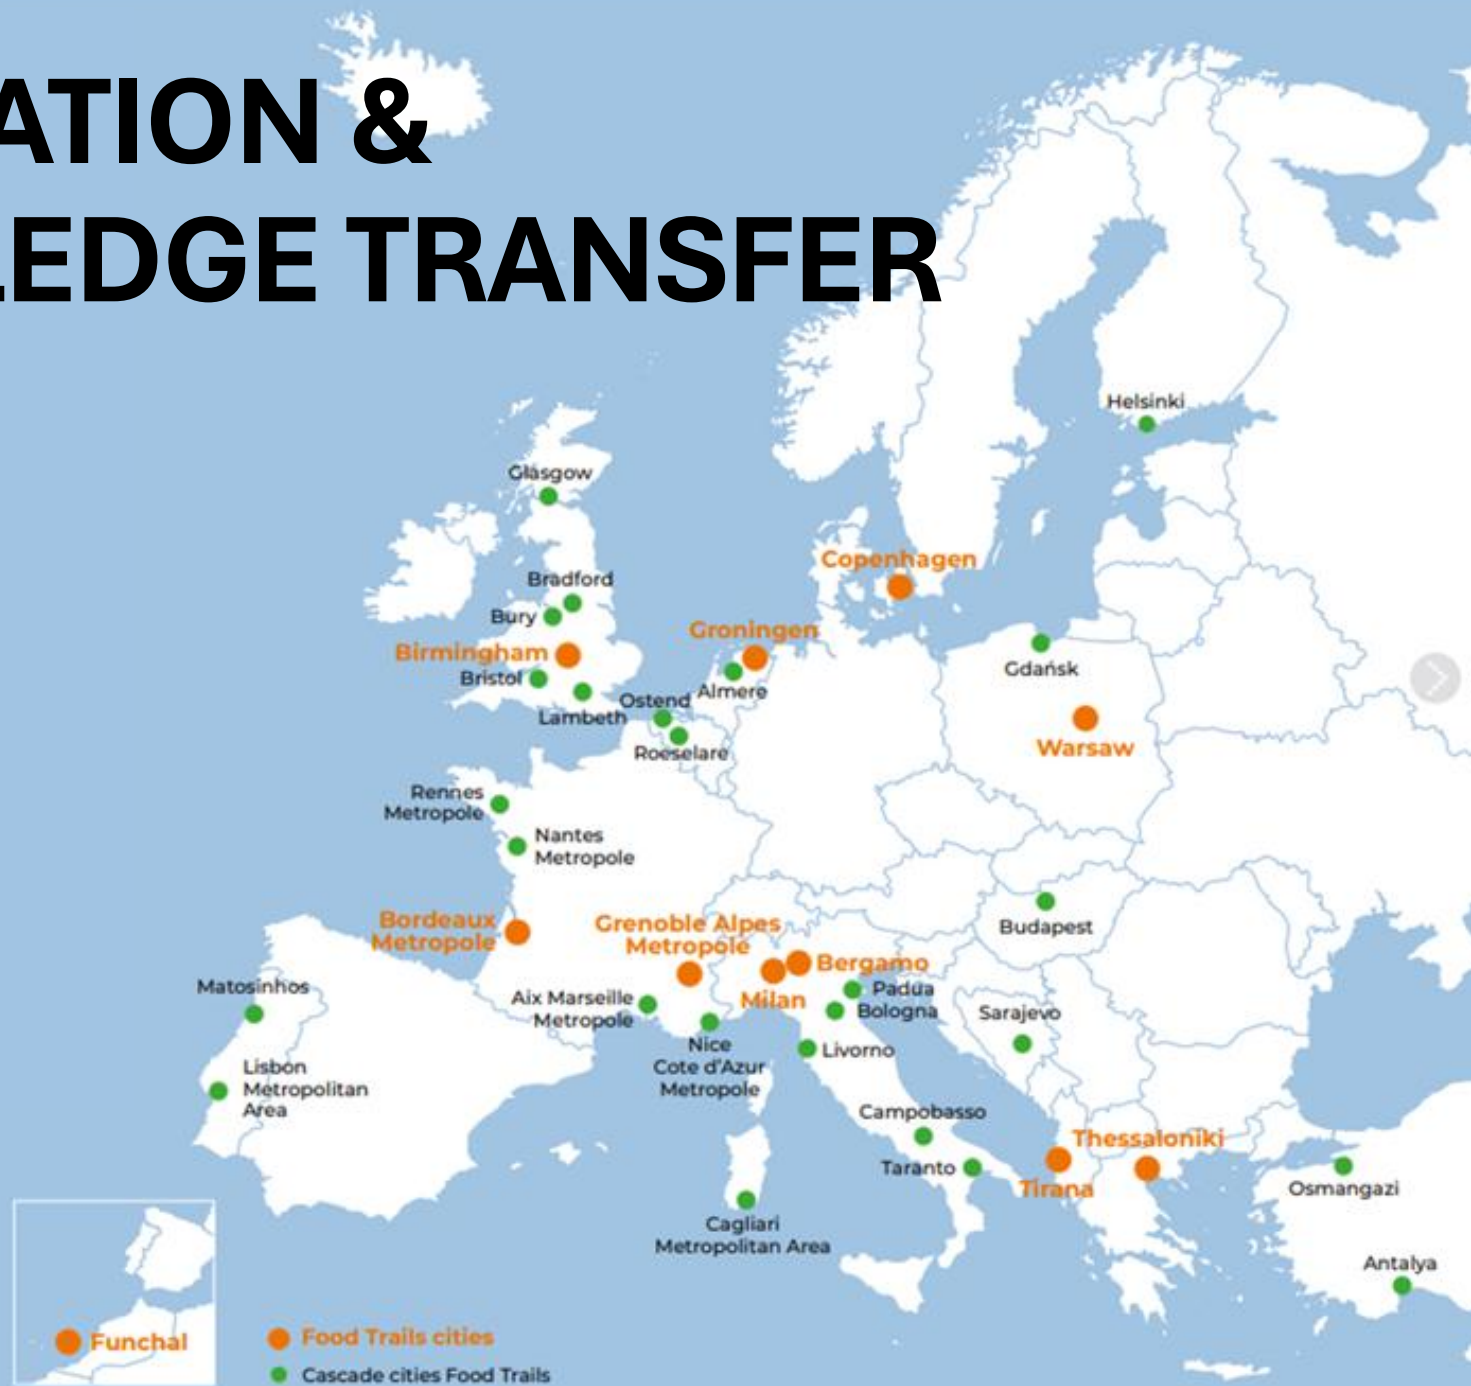 ATION &
LEDGE TRANSFER
Helsinki
Glasgow
Copenhagen
Bradford
Bury
Groningen
Birmingham
Bristol
Gdańsk
Almere
Ostend
Lambeth
Warsaw
Roeselare
Rennes
Metropole
Nantes
Metropole
Bordeaux
Metropole
Grenoble Alpes
Metropole
Budapest
Bergamo
Milan
Padua
Bologna
Matosinhos
Aix Marseille
Metropole
Sarajevo
Nice
Cote d'Azur
Metropole
Livorno
Lisbon
Metropolitan
Area
Campobasso
Thessaloniki
Taranto
Tirana
Osmangazi
Cagliari
Metropolitan Area
Antalya
Funchal
Food Trails cities
Cascade cities Food Trails